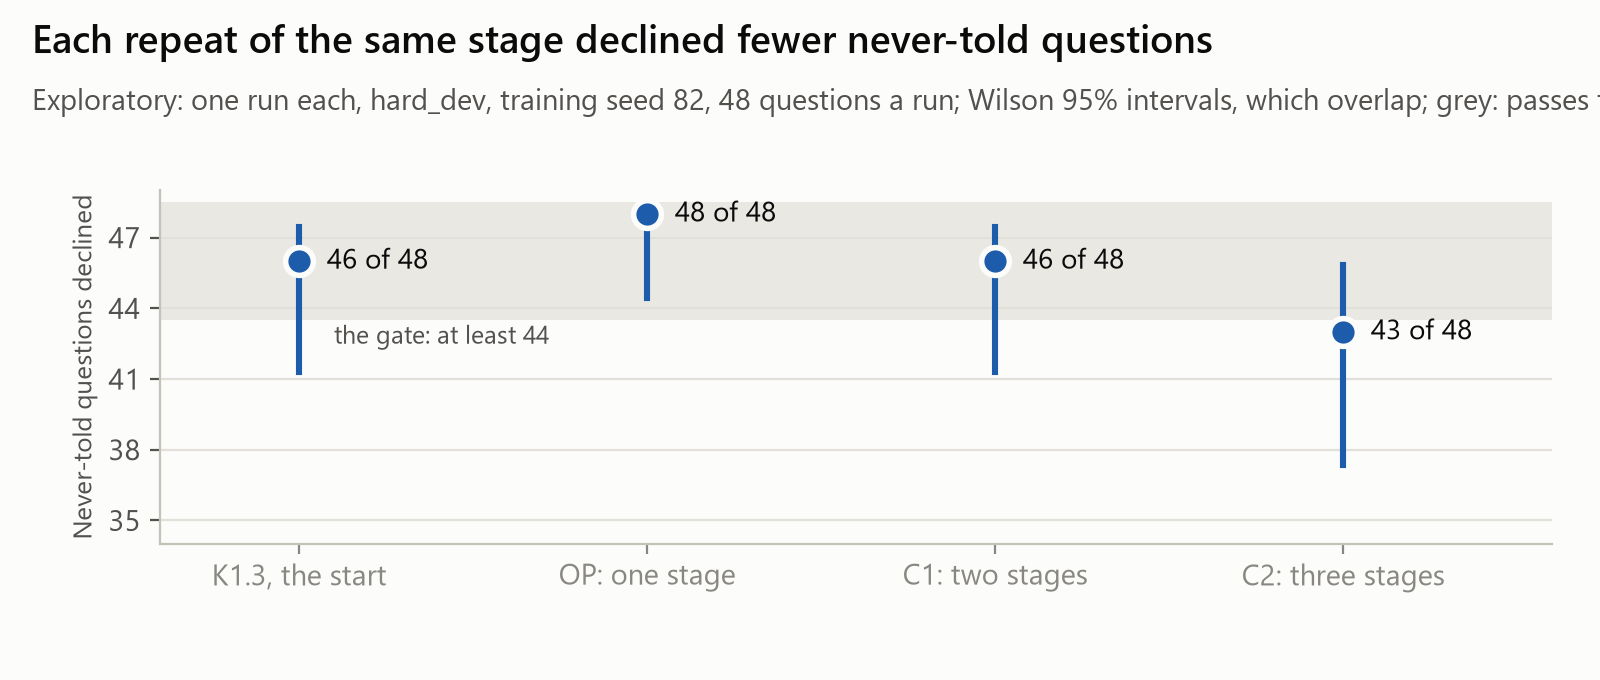 Each repeat of the same stage declined fewer never-told questions
Exploratory: one run each, hard_dev, training seed 82, 48 questions a run; Wilson 95% intervals, which overlap; grey: passes
Never-told questions declined
47
44
41
38
35
46 of 48
48 of 48
46 of 48
43 of 48
the gate: at least 44
K1.3, the start
OP: one stage
C1: two stages
C2: three stages